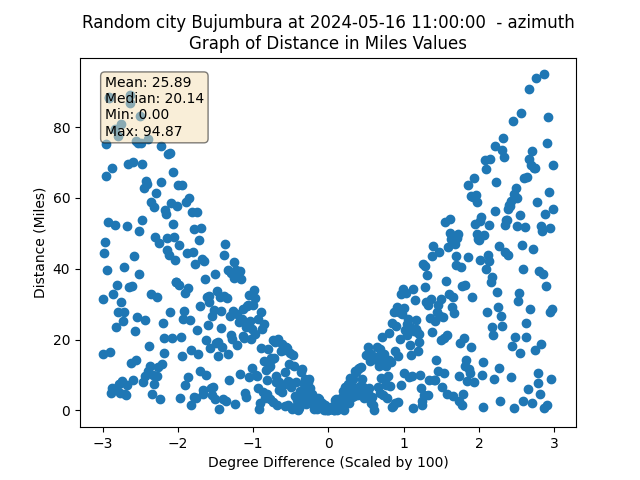 Random city Bujumbura at 2024-05-16 11:00:00 - azimuth
Graph of Distance in Miles Values
Mean: 25.89
Median: 20.14
Min: 0.00
Max: 94.87
80
60
40
20
0
Distance (Miles)
−3 −2 −1 0 1 2 3
Degree Difference (Scaled by 100)